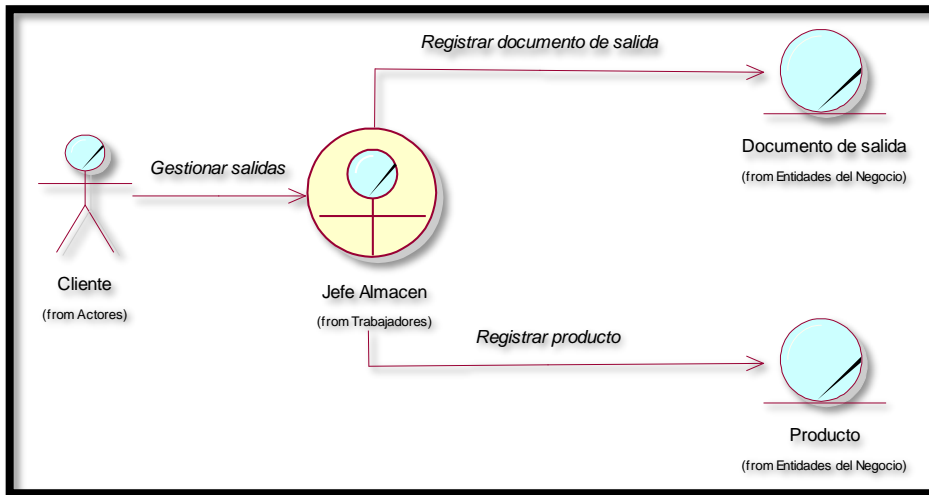 Registrar documento de salida
Documento de salida
(from Entidades del Negocio)
Gestionar salidas
Cliente
(from Actores)
Jefe Almacen
(from Trabajadores)
Registrar producto
Producto
(from Entidades del Negocio)